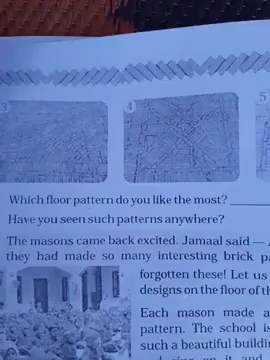 3
4
5
Which floor pattern do you like the most?
Have you seen such patterns anywhere?
The masons came back excited. Jamaal said —
they had made so many interesting brick
forgotten these! Let us
designs on the floor of
Each mason made a
pattern. The school is
such a beautiful
it and